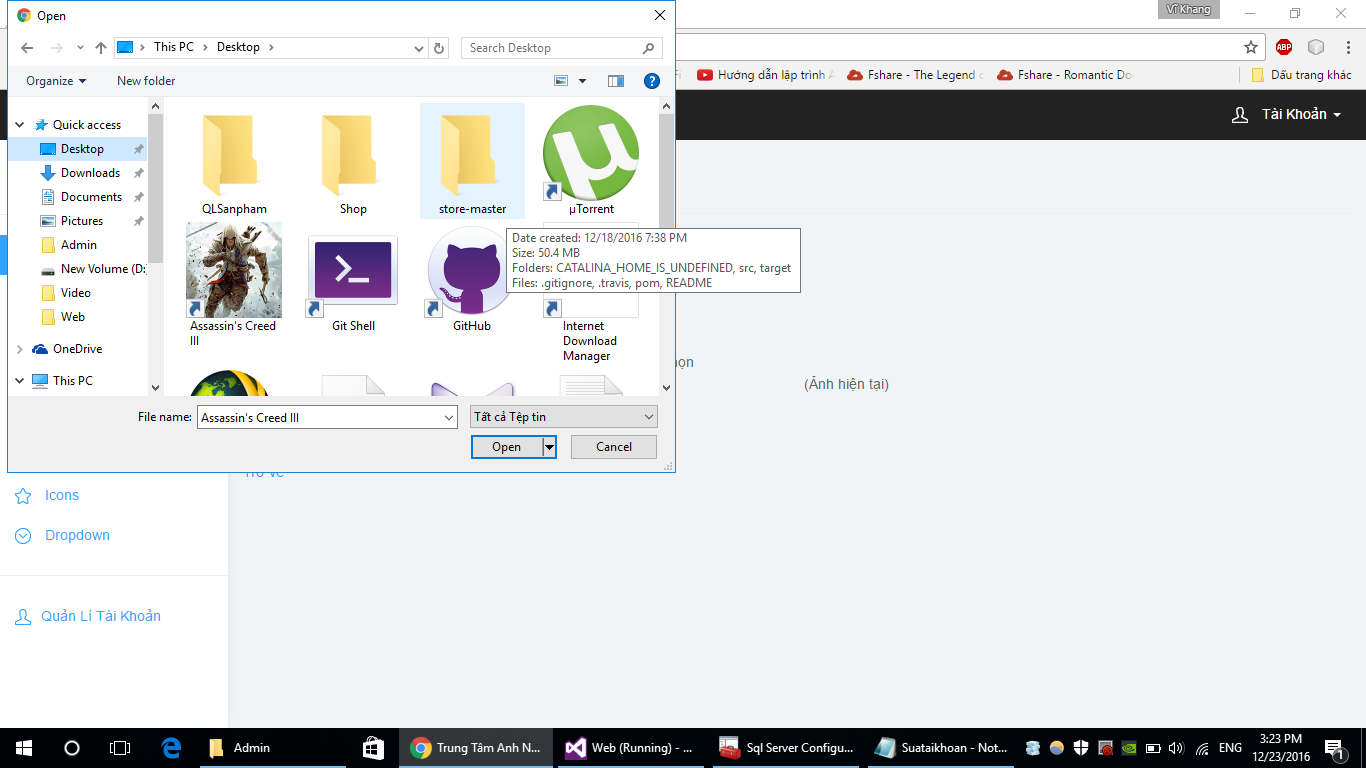 Open
Vĩ Khang
This PC
Desktop
Search Desktop
Hướng dẫn lập trình
Fshare - The Legend
Fshare - Romantic Do
Dấu trang khác
Organize
New folder
Tài Khoản
Quick access
Desktop
Downloads
Documents
Pictures
Admin
New Volume (D:
Video
Web
OneDrive
This PC
QLSanpham
Shop
store-master
µTorrent
Date created: 12/18/2016 7:38 PM
Size: 50.4 MB
Folders: CATALINA_HOME_IS_UNDEFINED, src, target
Files: .gitignore, .travis, pom, README
Assassin's Creed
III
Git Shell
GitHub
Internet
Download
Manager
(Ảnh hiện tại)
File name:
Assassin's Creed III
Tất cả Tệp tin
Open
Cancel
Icons
Dropdown
Quản Lí Tài Khoản
Admin
Trung Tâm Anh N...
Web (Running) - ...
Sql Server Configu...
Suataikhoan - Not...
ENG
3:23 PM
12/23/2016
1
ABP